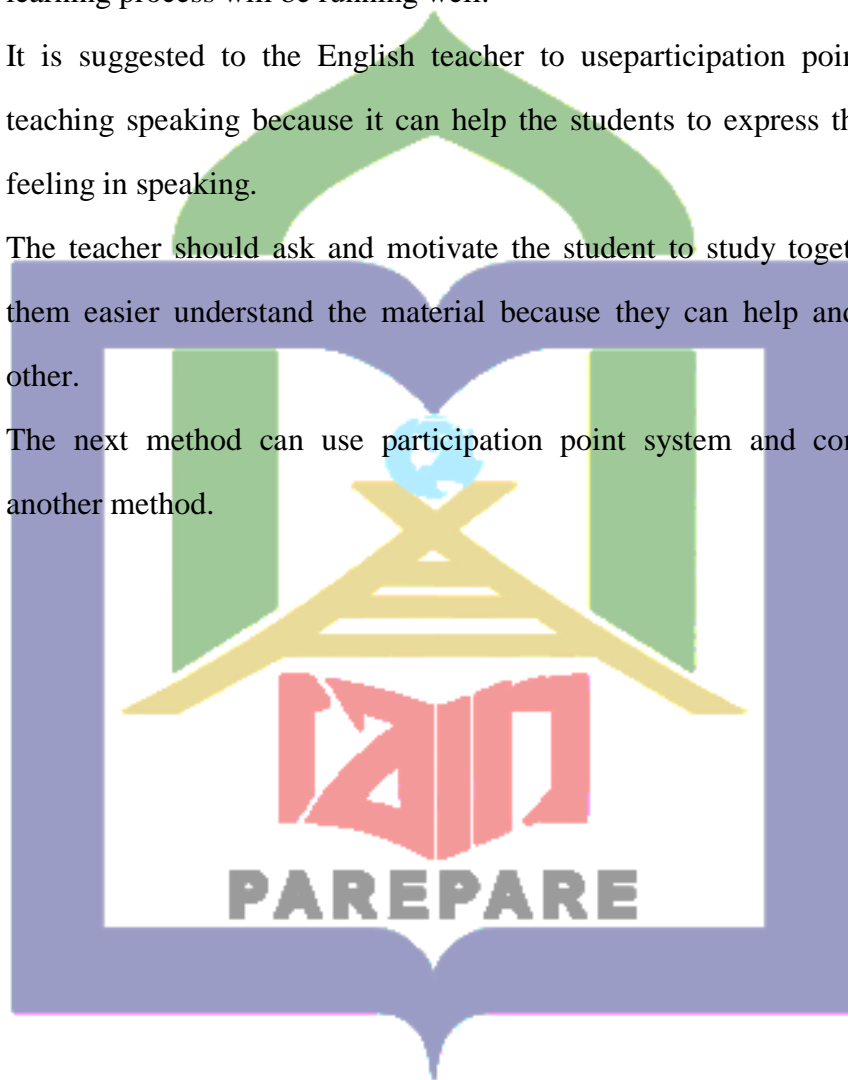 learning process will be running well.
It is suggested to the English teacher to useparticipation poin
teaching speaking because it can help the students to express th
feeling in speaking.
The teacher should ask and motivate the student to study toget
them easier understand the material because they can help and
other.
The next method can use participation point system and con
another method.
iain
PAREPARE